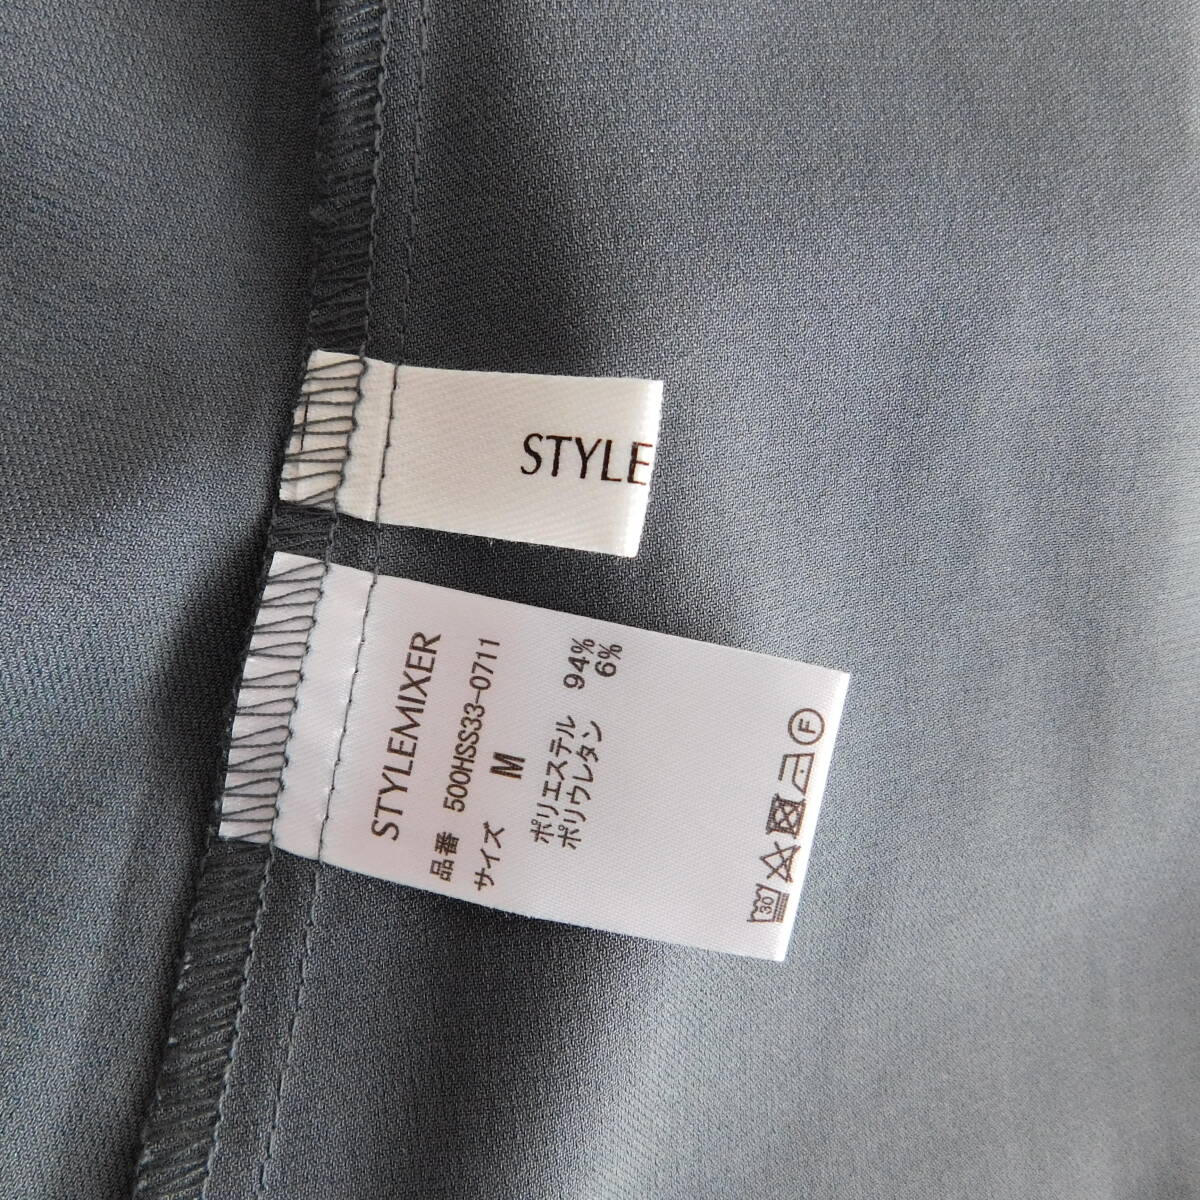 STYLE
STYLEMIXER
品番 500HSS33-0711
サイズ M
ポリエステル 94%
ポリウレタン 6%
30 F